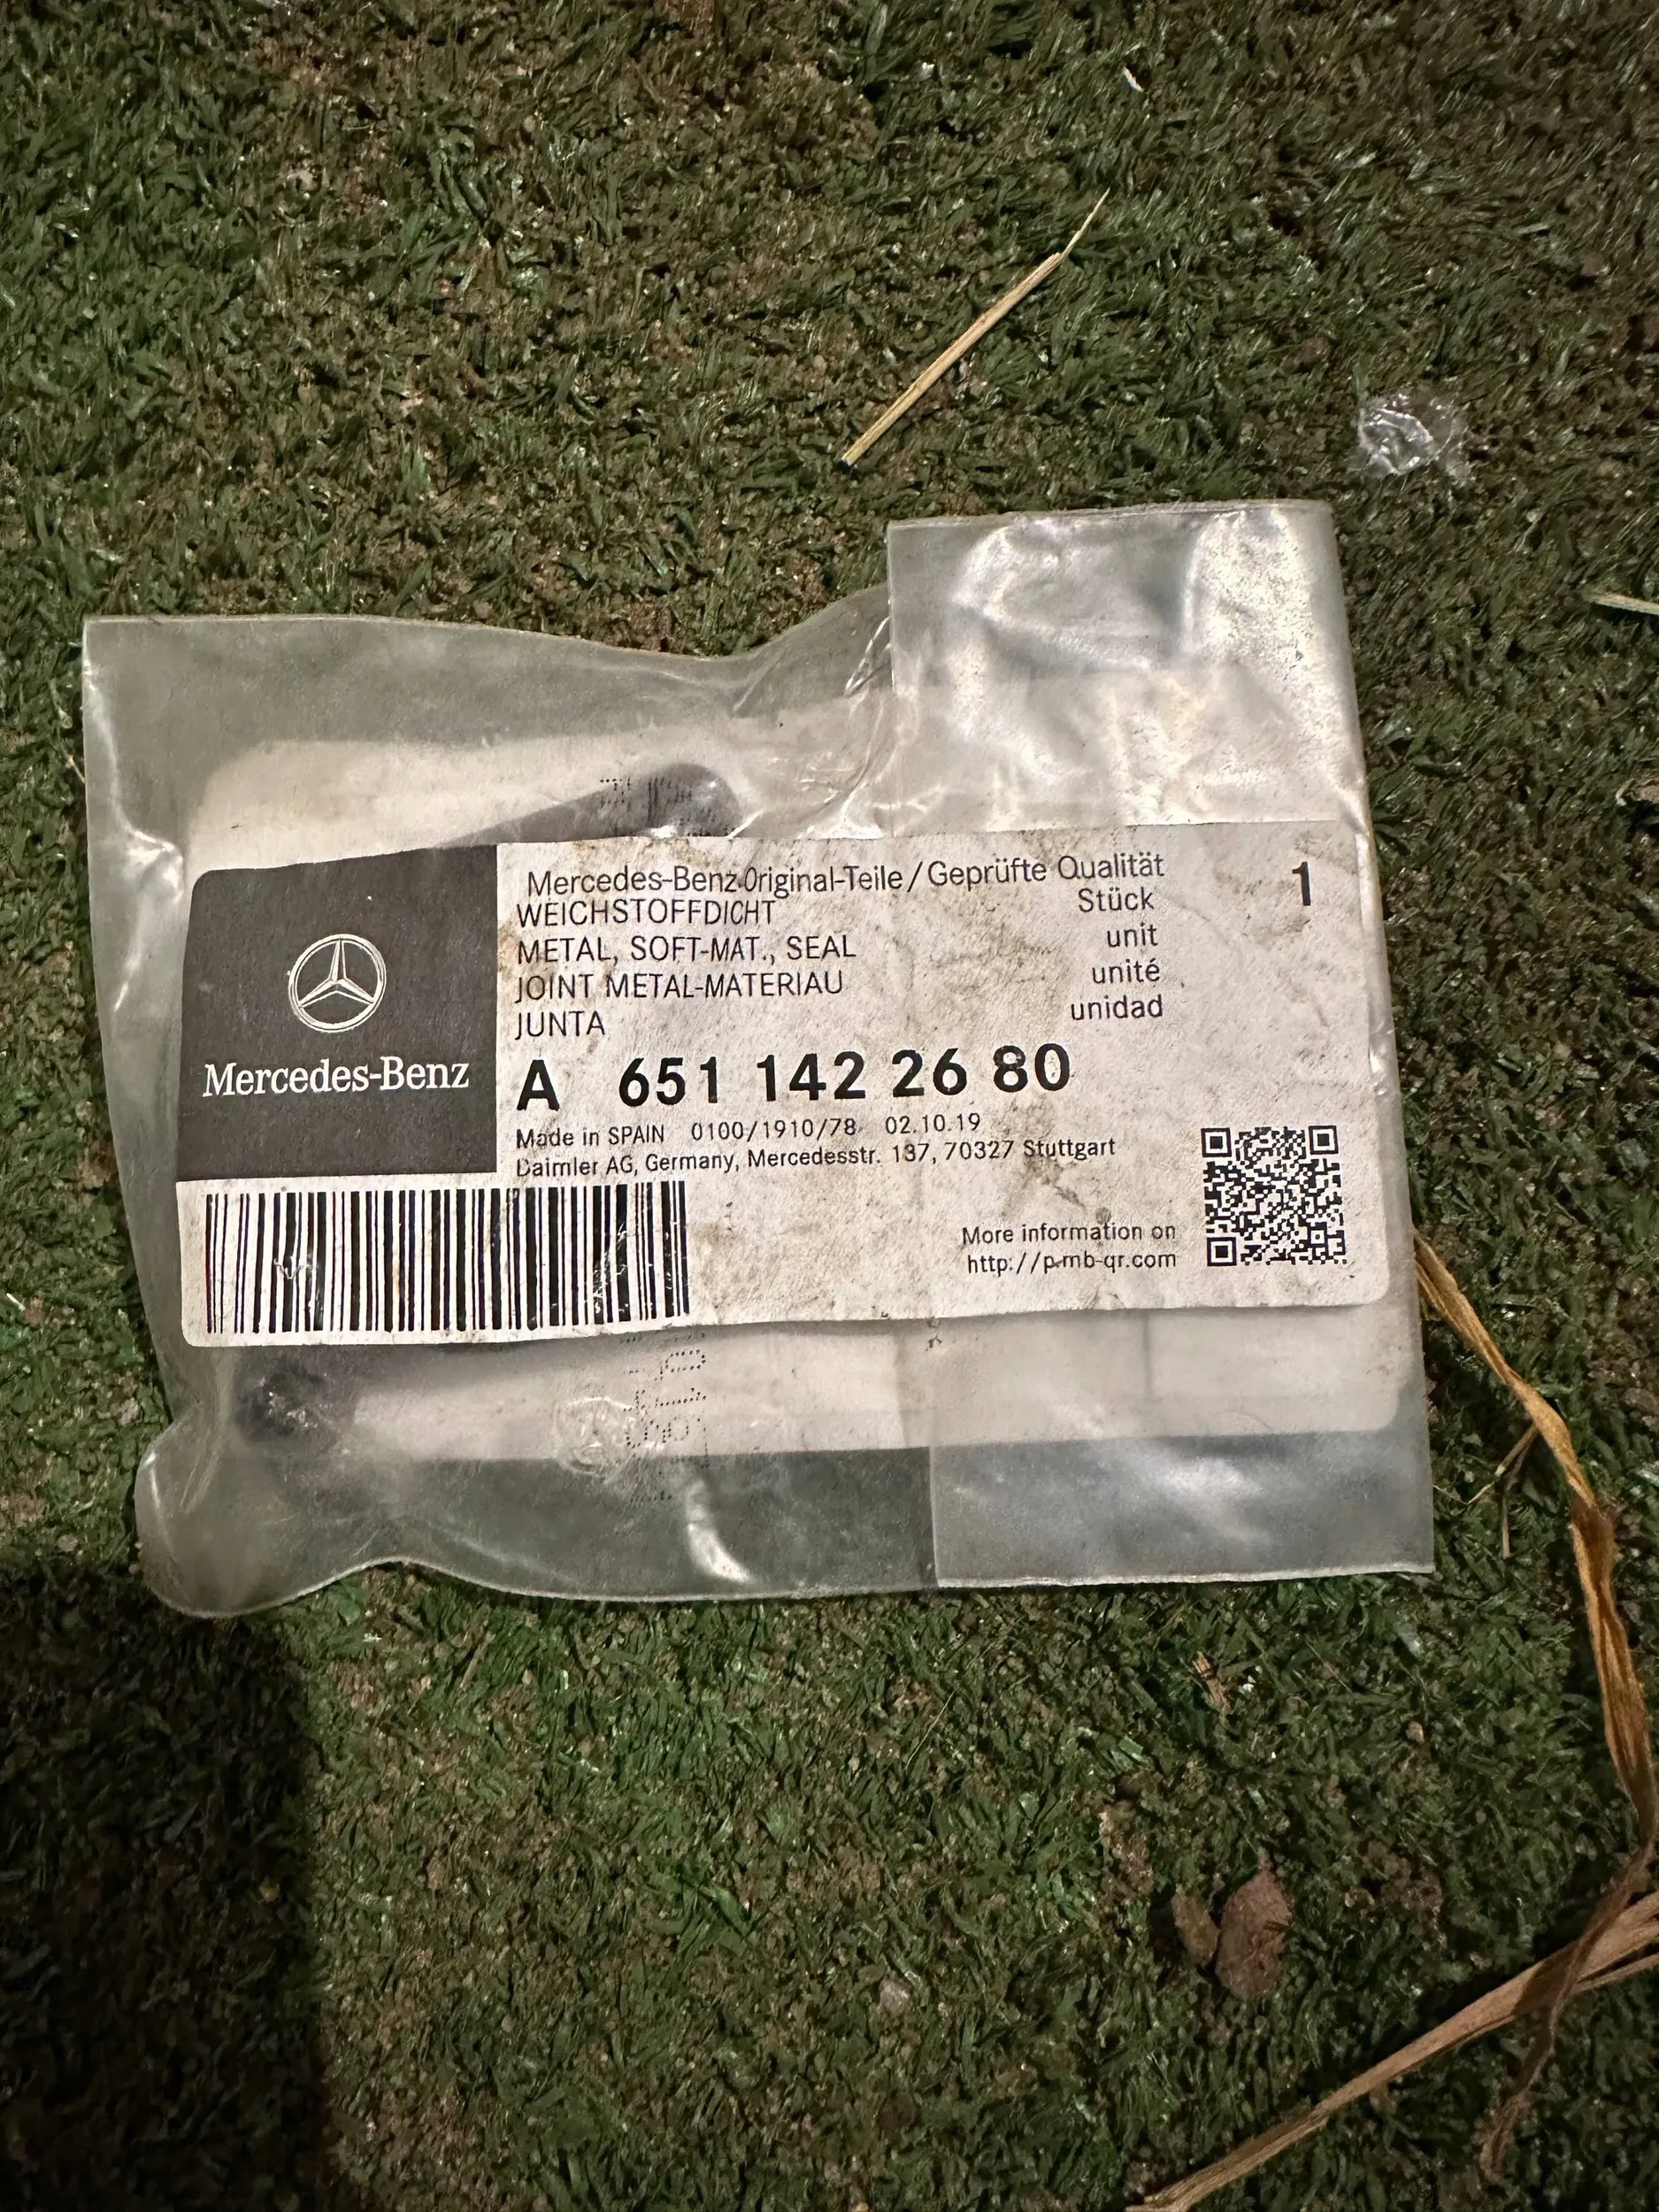 Mercedes-Benz Original-Teile/Geprüfte Qualität
WEICHSTOFFDICHT Stück 1
METAL, SOFT-MAT., SEAL unit
JOINT METAL-MATERIAU unité
JUNTA unidad
Mercedes-Benz
A 651 142 26 80
Made in SPAIN 0100/1910/78 02.10.19
Daimler AG, Germany, Mercedesstr. 137, 70327 Stuttgart
More information on
http://p.mb-qr.com